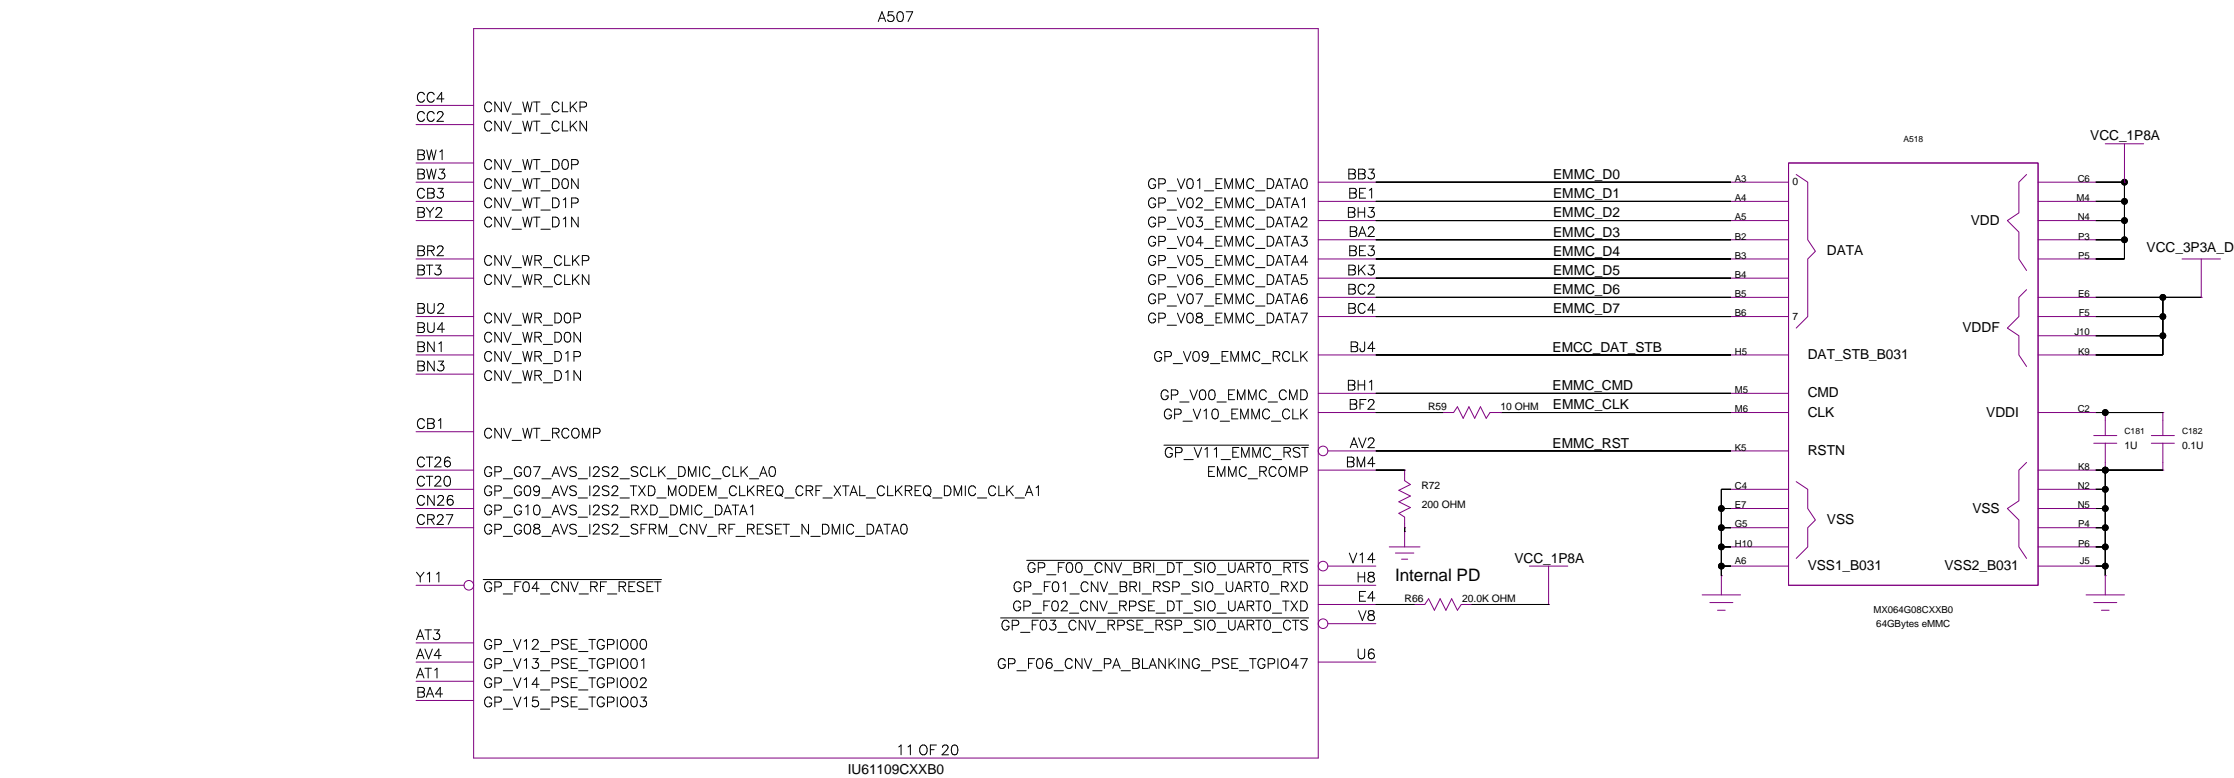 A507
CC4 CNV_WT_CLKP
CC2 CNV_WT_CLKN
BW1 CNV_WT_D0P
BW3 CNV_WT_D0N
CB3 CNV_WT_D1P
BY2 CNV_WT_D1N
BR2 CNV_WR_CLKP
BT3 CNV_WR_CLKN
BU2 CNV_WR_D0P
BU4 CNV_WR_D0N
BN1 CNV_WR_D1P
BN3 CNV_WR_D1N
CB1 CNV_WT_RCOMP
CT26 GP_G07_AVS_I2S2_SCLK_DMIC_CLK_A0
CT20 GP_G09_AVS_I2S2_TXD_MODEM_CLKREQ_CRF_XTAL_CLKREQ_DMIC_CLK_A1
CN26 GP_G10_AVS_I2S2_RXD_DMIC_DATA1
CR27 GP_G08_AVS_I2S2_SFRM_CNV_RF_RESET_N_DMIC_DATA0
Y11 GP_F04_CNV_RF_RESET
AT3 GP_V12_PSE_TGPIO00
AV4 GP_V13_PSE_TGPIO01
AT1 GP_V14_PSE_TGPIO02
BA4 GP_V15_PSE_TGPIO03
GP_V01_EMMC_DATA0 BB3 EMMC_D0 A3 0
GP_V02_EMMC_DATA1 BE1 EMMC_D1 A4
GP_V03_EMMC_DATA2 BH3 EMMC_D2 A5
GP_V04_EMMC_DATA3 BA2 EMMC_D3 B2
GP_V05_EMMC_DATA4 BE3 EMMC_D4 B3
GP_V06_EMMC_DATA5 BK3 EMMC_D5 B4
GP_V07_EMMC_DATA6 BC2 EMMC_D6 B5
GP_V08_EMMC_DATA7 BC4 EMMC_D7 B6 7
DATA
GP_V09_EMMC_RCLK BJ4 EMCC_DAT_STB H5 DAT_STB_B031
GP_V00_EMMC_CMD BH1 EMMC_CMD M5 CMD
GP_V10_EMMC_CLK BF2 R59 10 OHM EMMC_CLK M6 CLK
GP_V11_EMMC_RST AV2 EMMC_RST K5 RSTN
EMMC_RCOMP BM4
R72
200 OHM
GP_F00_CNV_BRI_DT_SIO_UART0_RTS V14
GP_F01_CNV_BRI_RSP_SIO_UART0_RXD H8
GP_F02_CNV_RPSE_DT_SIO_UART0_TXD E4
GP_F03_CNV_RPSE_RSP_SIO_UART0_CTS V8
GP_F06_CNV_PA_BLANKING_PSE_TGPIO47 U6
VCC_1P8A
Internal PD
R66 20.0K OHM
11 OF 20
IU61109CXXB0
A518
C4
E7
G5
H10
VSS
A6 VSS1_B031
VCC_1P8A
VDD
C6
M4
N4
P3
P5
VCC_3P3A_D
VDDF
E6
F5
J10
K9
VDDI C2
C181
1U
C182
0.1U
VSS
K8
N2
N5
P4
P6
VSS2_B031 J5
MX064G08CXXB0
64GBytes eMMC